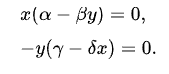 x(α − βy) = 0,
−y(γ − δx) = 0.